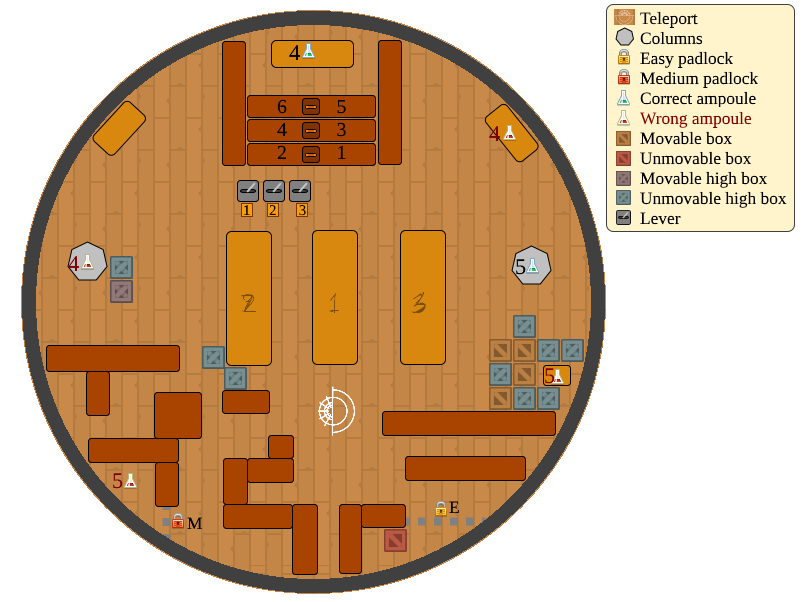 4
4
6 5
4 3
2 1
1 2 3
4
5
2 1 3
5
5
E
M
Teleport
Columns
Easy padlock
Medium padlock
Correct ampoule
Wrong ampoule
Movable box
Unmovable box
Movable high box
Unmovable high box
Lever